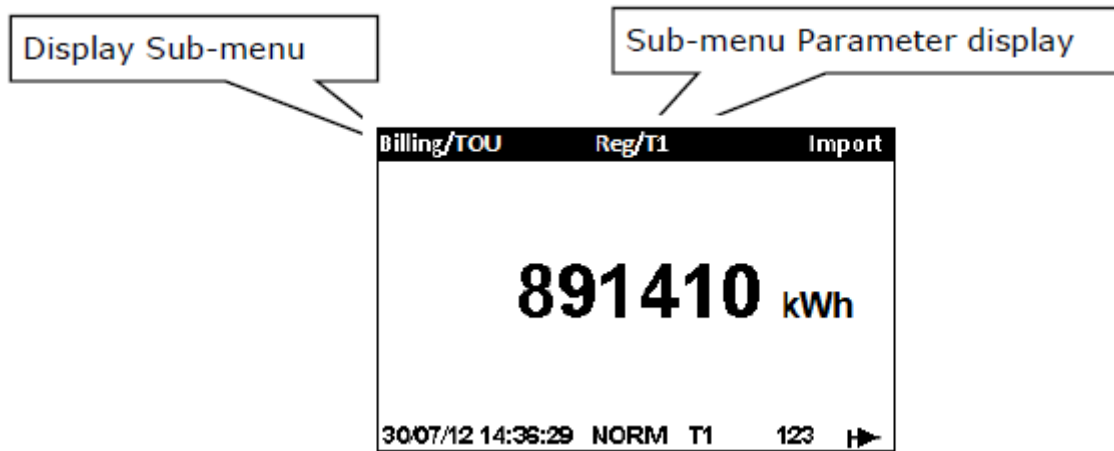 Display Sub-menu
Sub-menu Parameter display
Billing/TOU Reg/T1 Import
891410 kWh
30/07/12 14:36:29 NORM T1 123